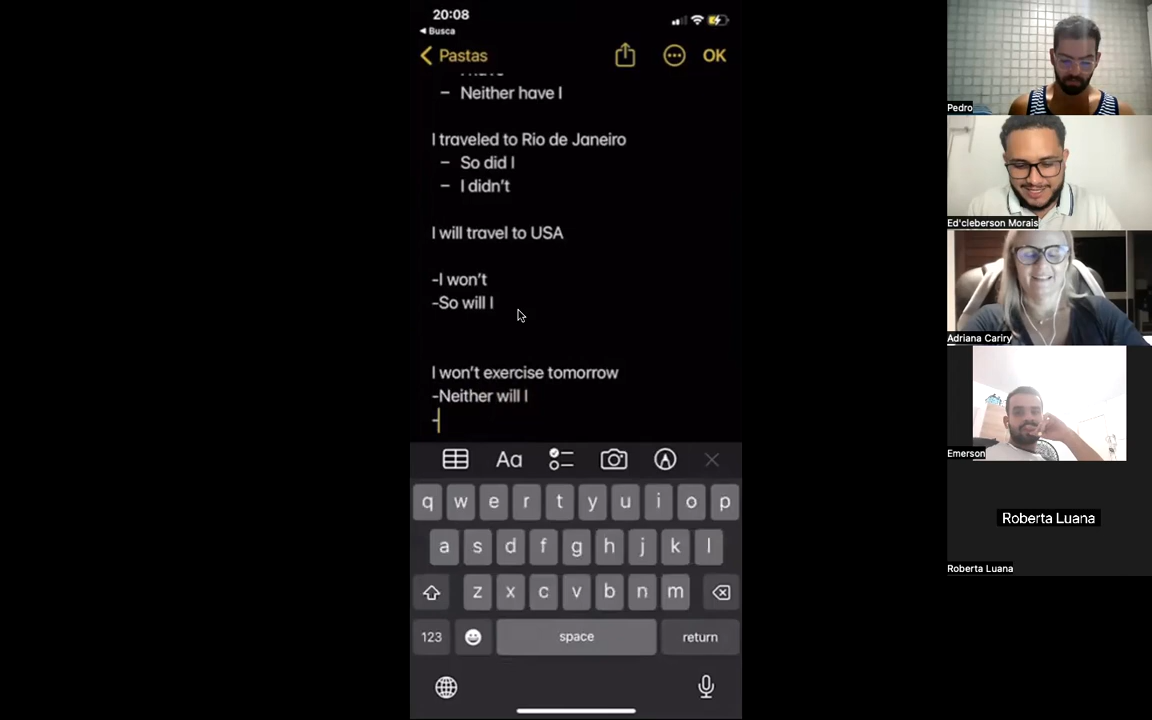 20:08
Busca
Pastas
OK
– Neither have I
I traveled to Rio de Janeiro
– So did I
– I didn't
I will travel to USA
-I won't
-So will I
I won't exercise tomorrow
-Neither will I
-
Aa
q w e r t y u i o p
a s d f g h j k l
z x c v b n m
123
space
return
Pedro
Ed'cleberson Morais
Adriana Cariry
Emerson
Roberta Luana
Roberta Luana